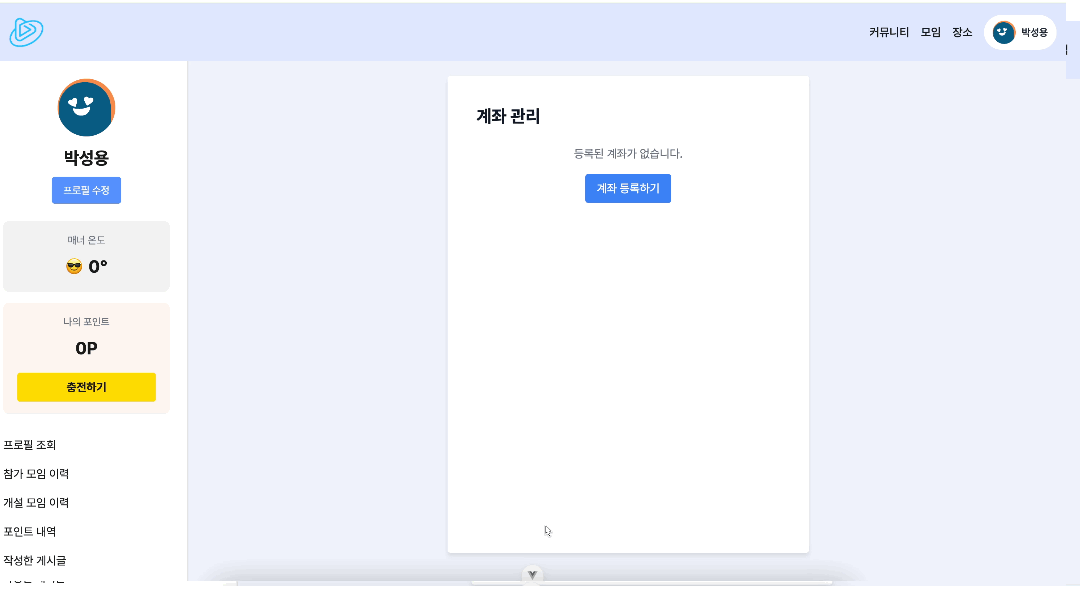 커뮤니티 모임 장소 박성용
박성용
프로필 수정
매너 온도
0°
나의 포인트
0P
충전하기
프로필 조회
참가 모임 이력
개설 모임 이력
포인트 내역
작성한 게시글
계좌 관리
등록된 계좌가 없습니다.
계좌 등록하기